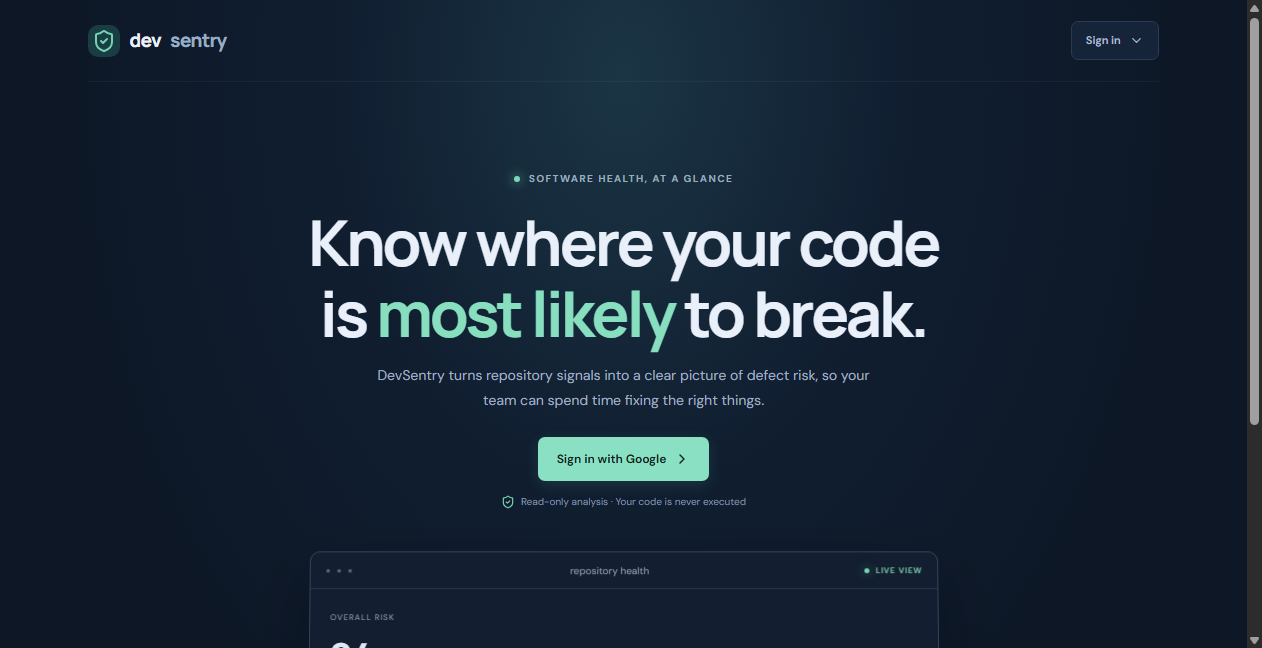 dev sentry
Sign in
SOFTWARE HEALTH, AT A GLANCE
Know where your code
is most likely to break.
DevSentry turns repository signals into a clear picture of defect risk, so your
team can spend time fixing the right things.
Sign in with Google
Read-only analysis · Your code is never executed
repository health
LIVE VIEW
OVERALL RISK